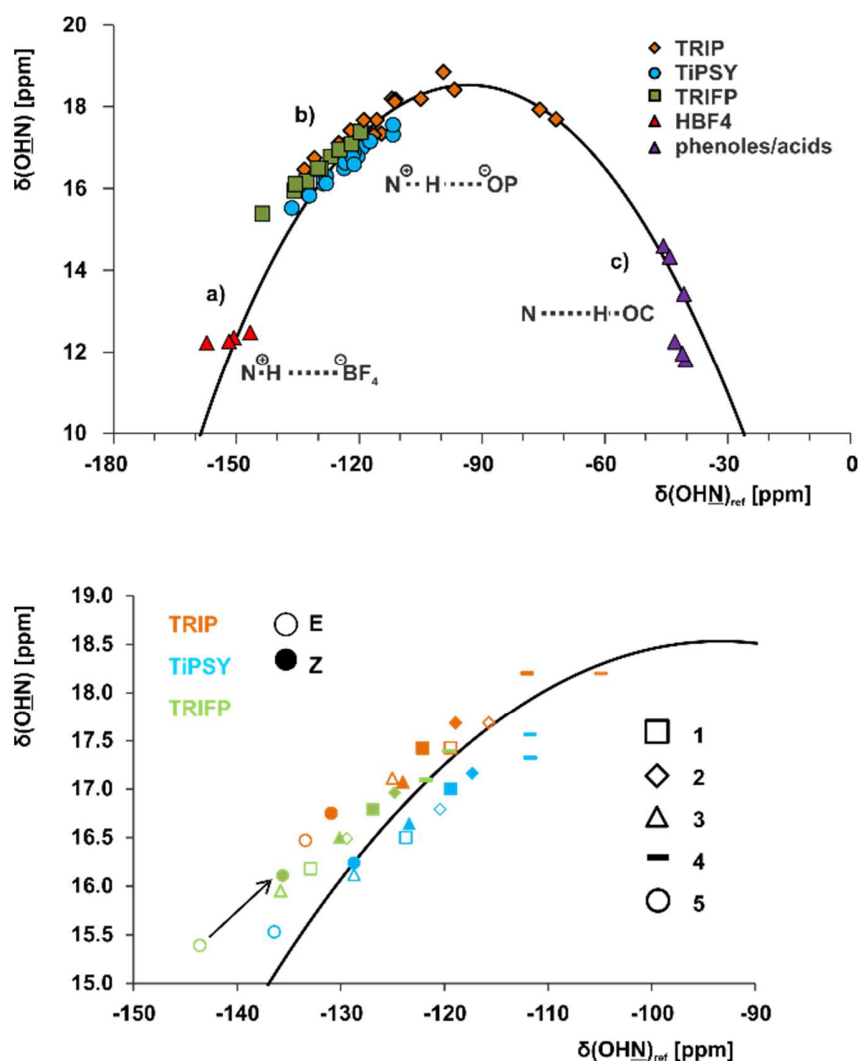 δ(OHN) [ppm]
20
18
16
14
12
10
-180
-150
-120
-90
-60
-30
0
δ(OHN)ref [ppm]
TRIP
TiPSY
TRIFP
HBF4
phenoles/acids
b)
⊕ ⊖
N·H·····OP
a)
⊕ ⊖
N·H······BF4
c)
N······H·OC
δ(OHN) [ppm]
19.0
18.5
18.0
17.5
17.0
16.5
16.0
15.5
15.0
-150
-140
-130
-120
-110
-100
-90
δ(OHN)ref [ppm]
TRIP
TiPSY
TRIFP
E
Z
1
2
3
4
5